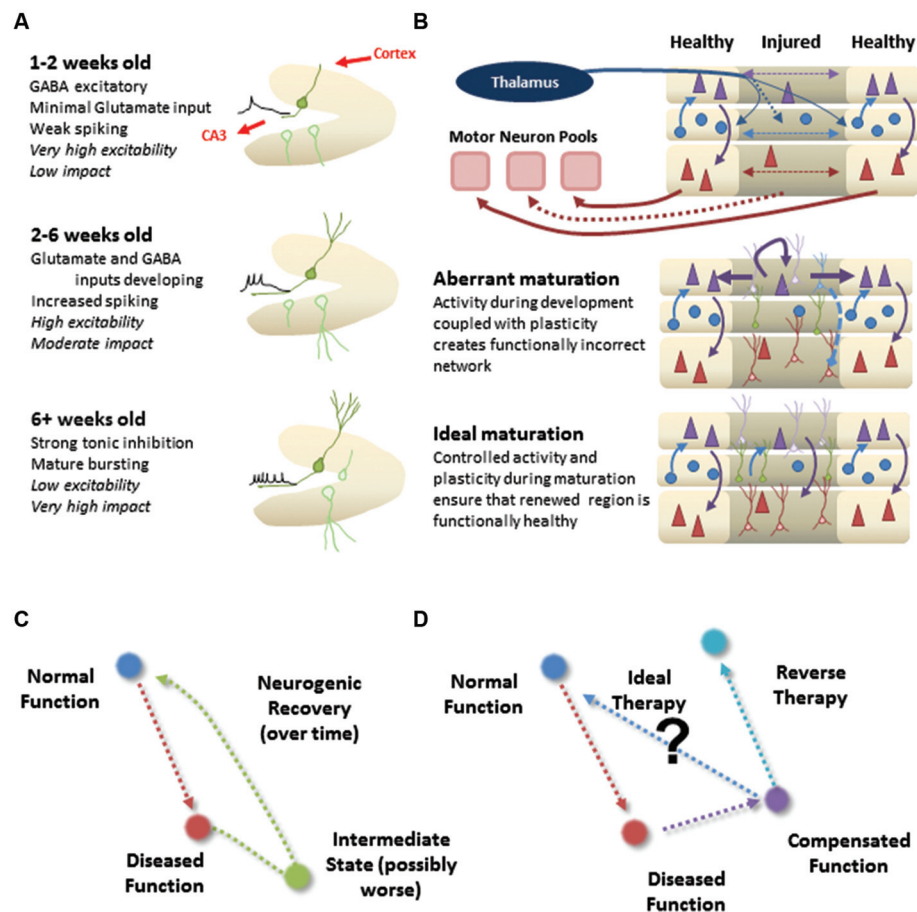 A
1-2 weeks old
GABA excitatory
Minimal Glutamate input
Weak spiking
Very high excitability
Low impact
Cortex
CA3
2-6 weeks old
Glutamate and GABA
inputs developing
Increased spiking
High excitability
Moderate impact
6+ weeks old
Strong tonic inhibition
Mature bursting
Low excitability
Very high impact
B
Healthy Injured Healthy
Thalamus
Motor Neuron Pools
Aberrant maturation
Activity during development
coupled with plasticity
creates functionally incorrect
network
Ideal maturation
Controlled activity and
plasticity during maturation
ensure that renewed region is
functionally healthy
C
Normal
Function
Neurogenic
Recovery
(over time)
Diseased
Function
Intermediate
State (possibly
worse)
D
Normal
Function
Ideal
Therapy
?
Reverse
Therapy
Diseased
Function
Compensated
Function